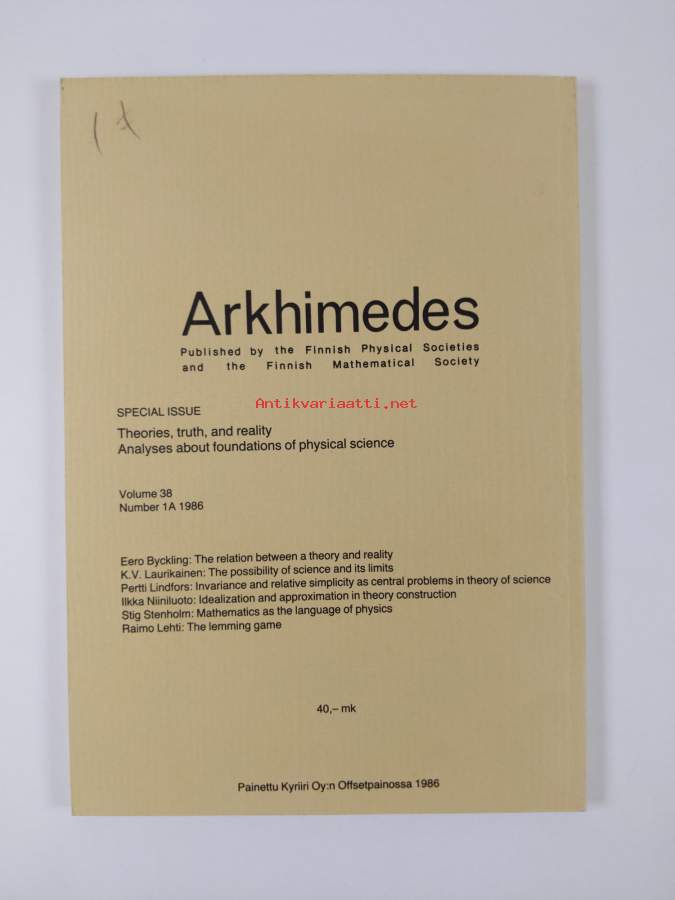 Arkhimedes
Published by the Finnish Physical Societies
and the Finnish Mathematical Society
Antikvariaatti.net
SPECIAL ISSUE
Theories, truth, and reality
Analyses about foundations of physical science
Volume 38
Number 1A 1986
Eero Byckling: The relation between a theory and reality
K.V. Laurikainen: The possibility of science and its limits
Pertti Lindfors: Invariance and relative simplicity as central problems in theory of science
Ilkka Niiniluoto: Idealization and approximation in theory construction
Stig Stenholm: Mathematics as the language of physics
Raimo Lehti: The lemming game
40,– mk
Painettu Kyriiri Oy:n Offsetpainossa 1986